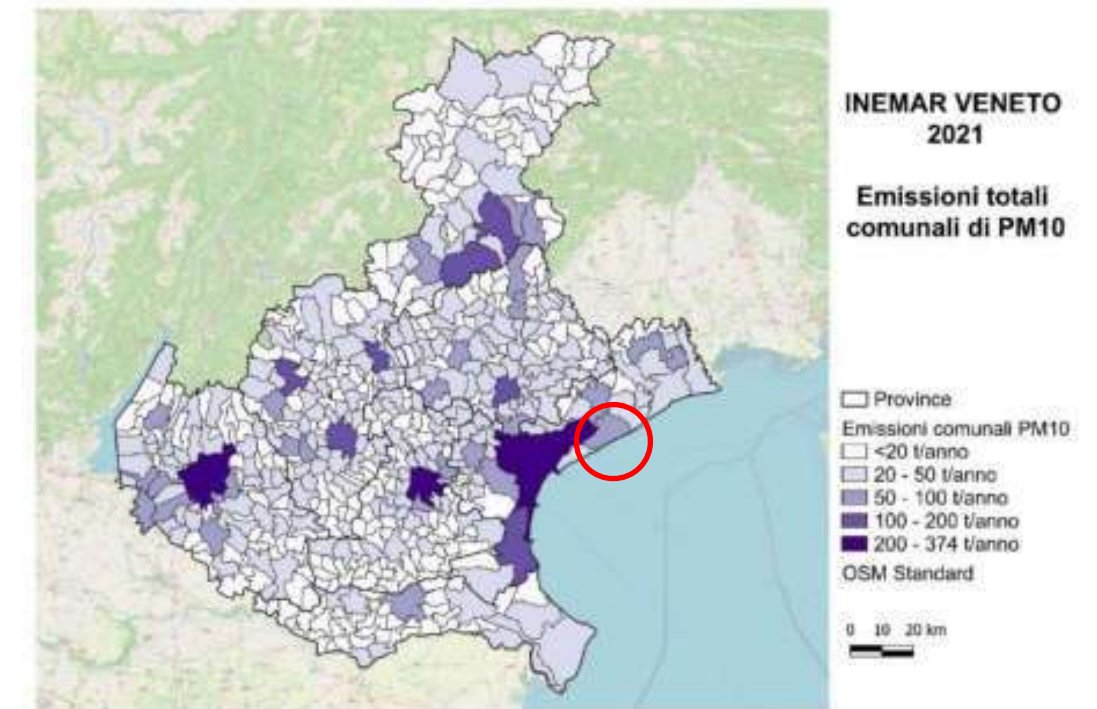 INEMAR VENETO
2021
Emissioni totali
comunali di PM10
Province
Emissioni comunali PM10
<20 t/anno
20 - 50 t/anno
50 - 100 t/anno
100 - 200 t/anno
200 - 374 t/anno
OSM Standard
0 10 20 km